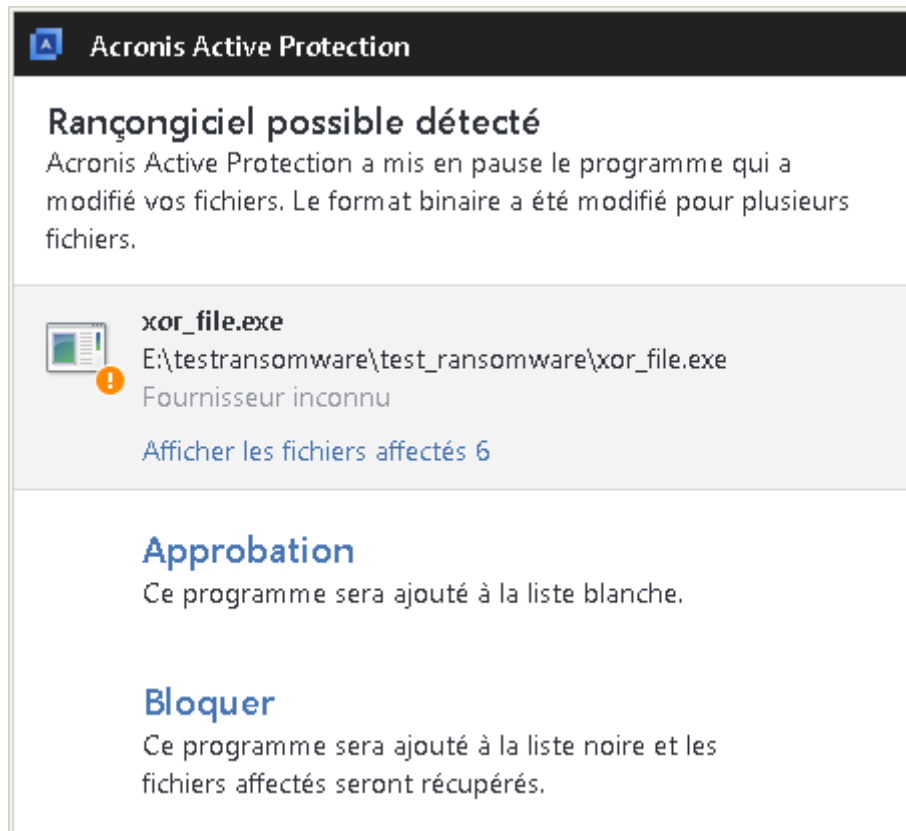 Acronis Active Protection
Rançongiciel possible détecté
Acronis Active Protection a mis en pause le programme qui a
modifié vos fichiers. Le format binaire a été modifié pour plusieurs
fichiers.
xor_file.exe
E:\testransomware\test_ransomware\xor_file.exe
Fournisseur inconnu
Afficher les fichiers affectés 6
Approbation
Ce programme sera ajouté à la liste blanche.
Bloquer
Ce programme sera ajouté à la liste noire et les
fichiers affectés seront récupérés.